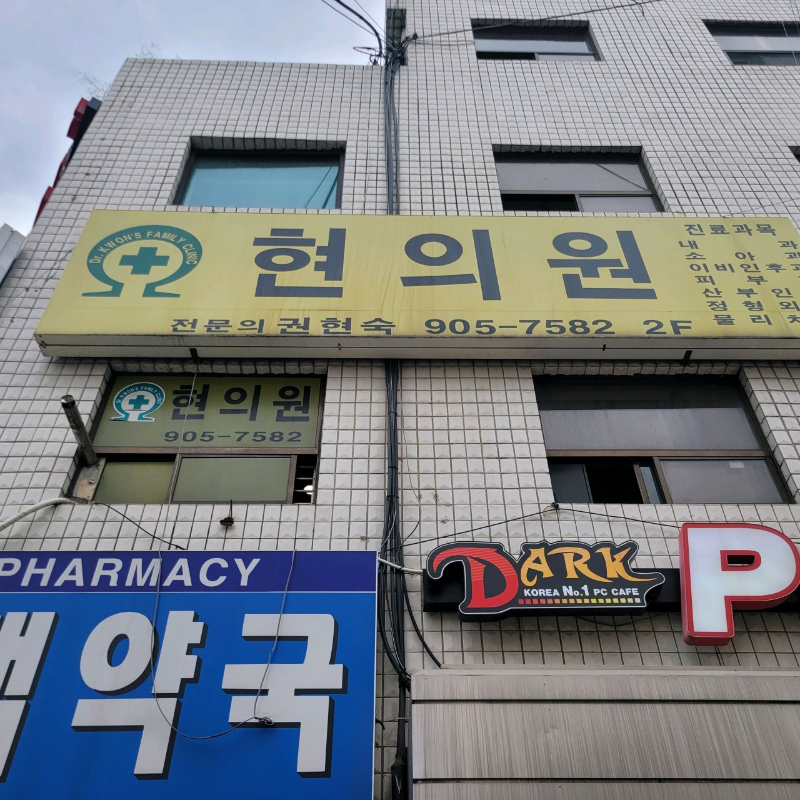 Dr. KWON'S FAMILY CLINIC
현의원
전문의 권현숙 905-7582 2F
진료과목
내 과
소 아 과
이비인후과
피 부
산 부 인
정 형 외
물 리 치
Dr. KWON'S FAMILY CLINIC
현의원
905-7582
PHARMACY
약국
DARK
KOREA No.1 PC CAFE
P